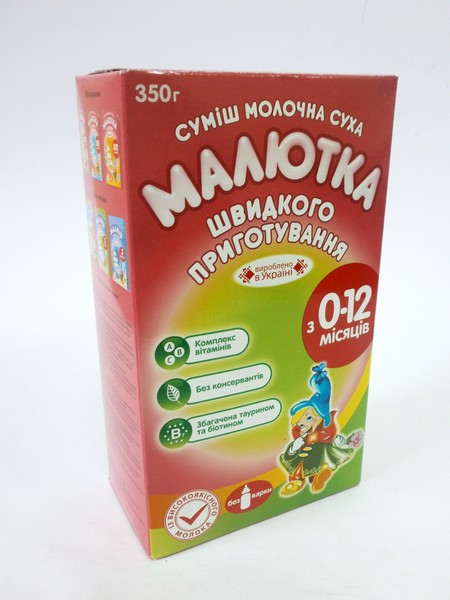 350г
СУМІШ МОЛОЧНА СУХА
МАЛЮТКА
ШВИДКОГО
ПРИГОТУВАННЯ
вироблено
в Україні
з 0-12
МІСЯЦІВ
А
В
С
Комплекс
вітамінів
Без консервантів
В
Збагачена таурином
та біотином
без варки
ІЗ ВИСОКОЯКІСНОГО
МОЛОКА